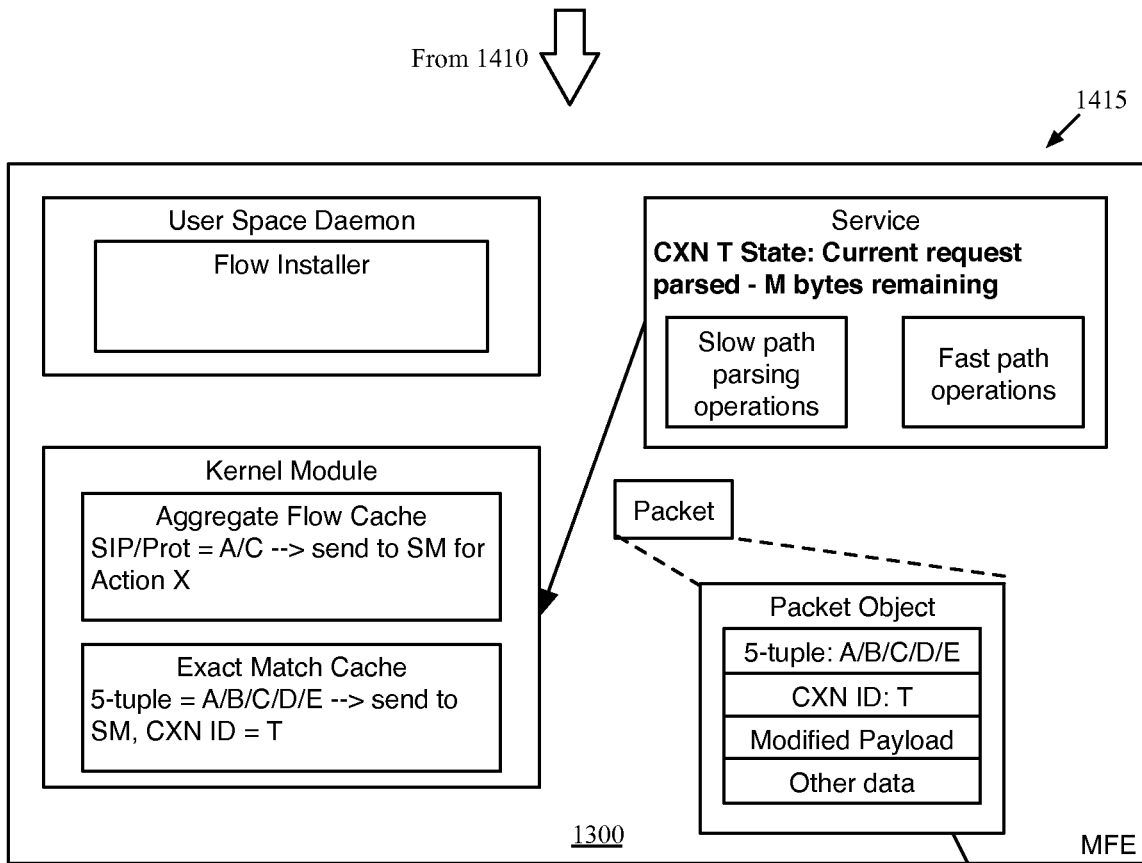 From 1410
1415
User Space Daemon
Flow Installer
Service
CXN T State: Current request
parsed - M bytes remaining
Slow path
parsing
operations
Fast path
operations
Kernel Module
Aggregate Flow Cache
SIP/Prot = A/C --> send to SM for
Action X
Exact Match Cache
5-tuple = A/B/C/D/E --> send to
SM, CXN ID = T
Packet
Packet Object
5-tuple: A/B/C/D/E
CXN ID: T
Modified Payload
Other data
1300
MFE